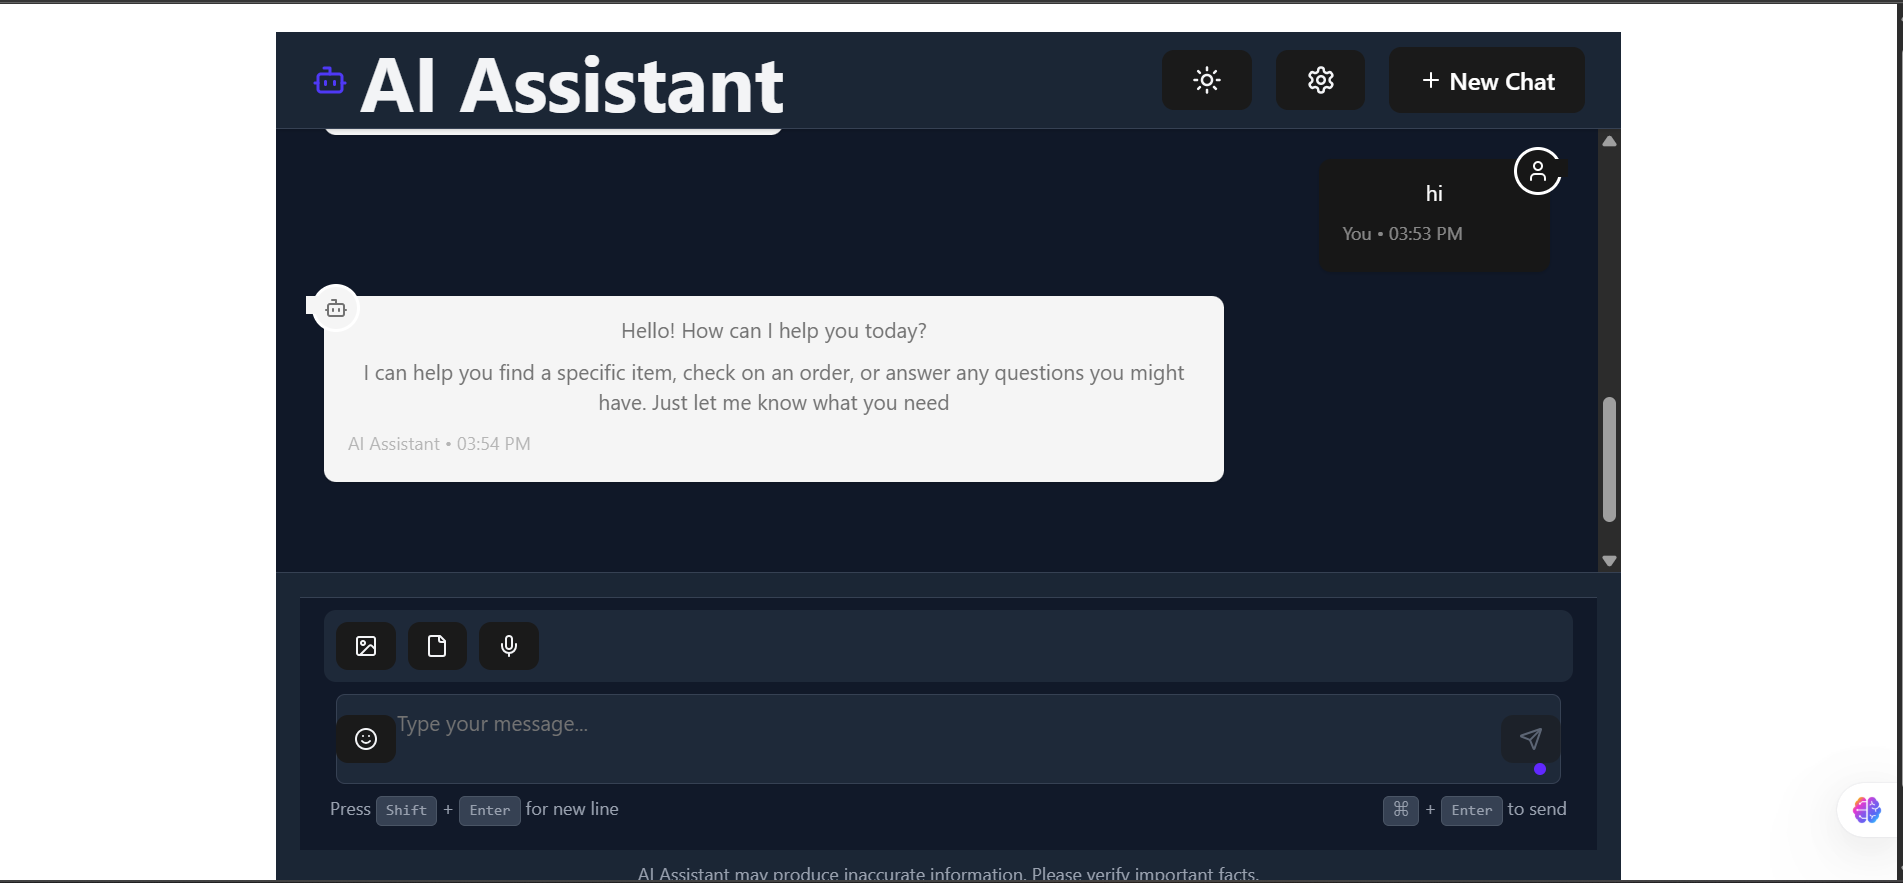 AI Assistant
+ New Chat
hi
You • 03:53 PM
Hello! How can I help you today?
I can help you find a specific item, check on an order, or answer any questions you might
have. Just let me know what you need
AI Assistant • 03:54 PM
Type your message...
Press Shift + Enter for new line
⌘ + Enter to send
AI Assistant may produce inaccurate information. Please verify important facts.